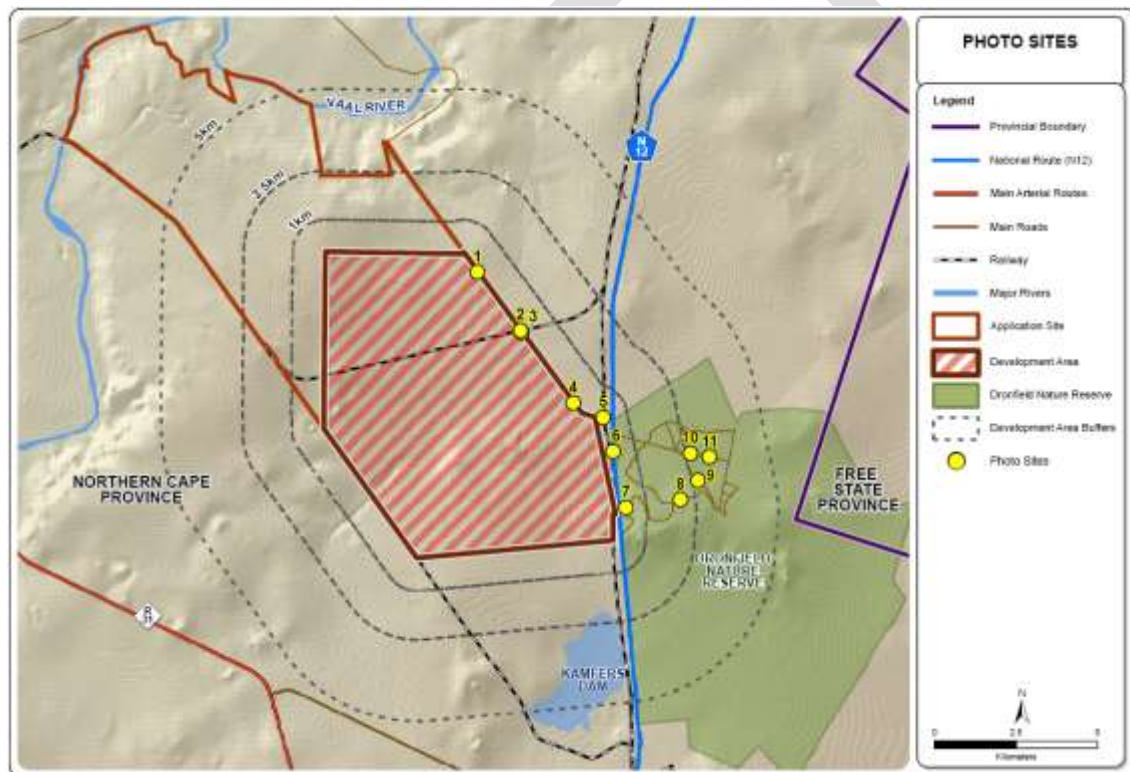 PHOTO SITES
Legend
Provincial Boundary
National Route (N12)
Main Arterial Routes
Main Roads
Railway
Major Rivers
Application Site
Development Area
Dronfield Nature Reserve
Development Area Buffers
Photo Sites
N
0
2.5
5
Kilometers
VAAL RIVER
5km
2.5km
1km
N
12
1
2 3
4
5
6
7
8
9
10 11
NORTHERN CAPE
PROVINCE
FREE
STATE
PROVINCE
DRONFIELD
NATURE
RESERVE
R
31
KAMFERS
DAM